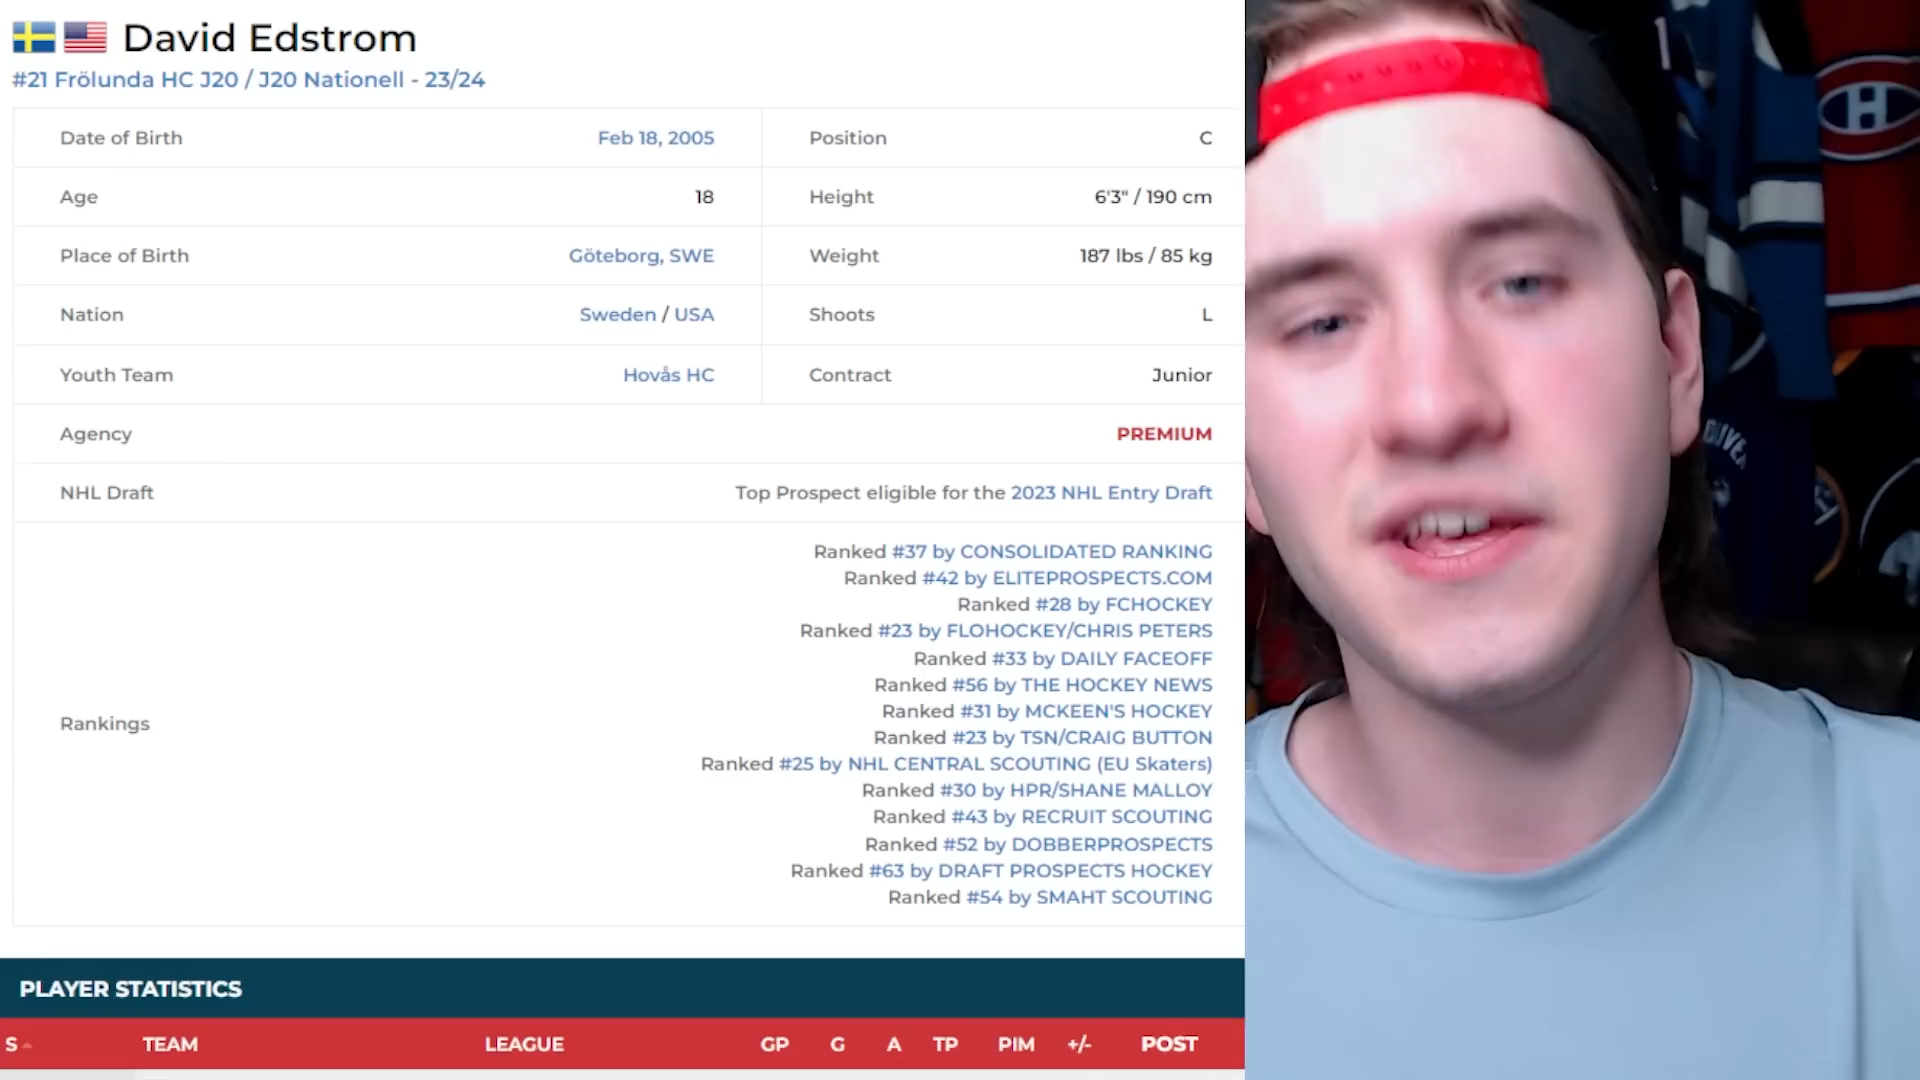 David Edstrom
#21 Frölunda HC J20 / J20 Nationell - 23/24
Date of Birth Feb 18, 2005 Position C
Age 18 Height 6'3" / 190 cm
Place of Birth Göteborg, SWE Weight 187 lbs / 85 kg
Nation Sweden / USA Shoots L
Youth Team Hovås HC Contract Junior
Agency PREMIUM
NHL Draft Top Prospect eligible for the 2023 NHL Entry Draft
Rankings
Ranked #37 by CONSOLIDATED RANKING
Ranked #42 by ELITEPROSPECTS.COM
Ranked #28 by FCHOCKEY
Ranked #23 by FLOHOCKEY/CHRIS PETERS
Ranked #33 by DAILY FACEOFF
Ranked #56 by THE HOCKEY NEWS
Ranked #31 by MCKEEN'S HOCKEY
Ranked #23 by TSN/CRAIG BUTTON
Ranked #25 by NHL CENTRAL SCOUTING (EU Skaters)
Ranked #30 by HPR/SHANE MALLOY
Ranked #43 by RECRUIT SCOUTING
Ranked #52 by DOBBERPROSPECTS
Ranked #63 by DRAFT PROSPECTS HOCKEY
Ranked #54 by SMAHT SCOUTING
PLAYER STATISTICS
S TEAM LEAGUE GP G A TP PIM +/- POST
H